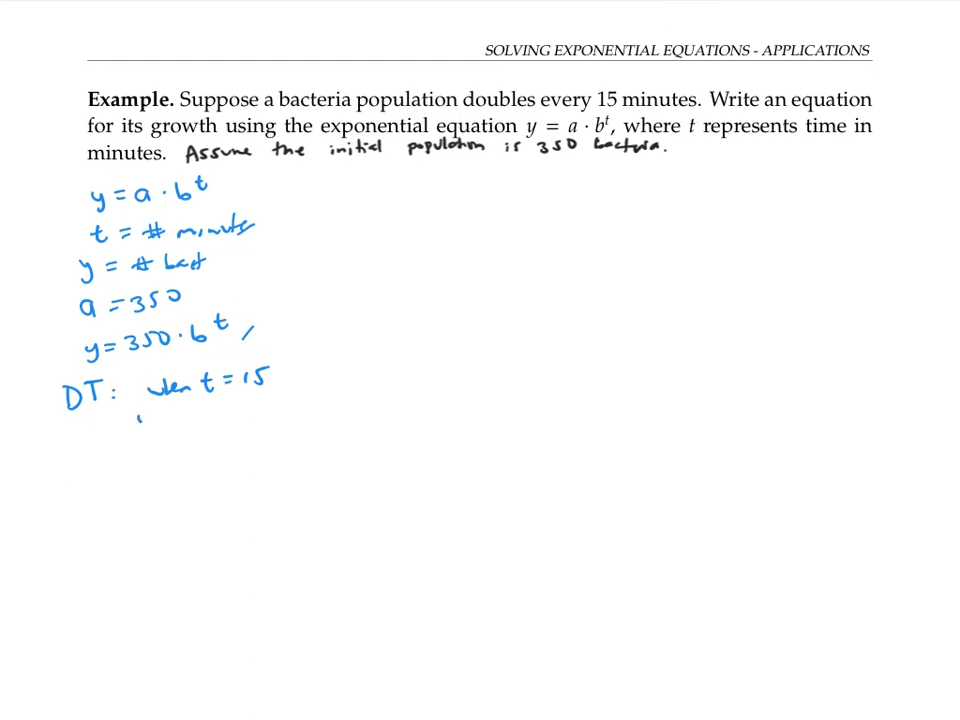 SOLVING EXPONENTIAL EQUATIONS - APPLICATIONS
Example. Suppose a bacteria population doubles every 15 minutes. Write an equation
for its growth using the exponential equation y = a · b^t, where t represents time in
minutes. Assume the initial population is 350 bacteria.
y = a · b^t
t = # minutes
y = # bact
a = 350
y = 350 · b^t
DT: when t = 15